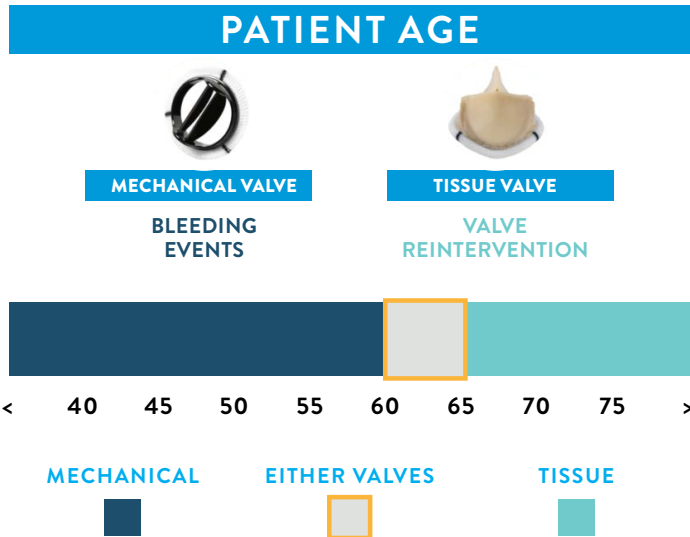 PATIENT AGE
MECHANICAL VALVE
TISSUE VALVE
BLEEDING
EVENTS
VALVE
REINTERVENTION
< 40 45 50 55 60 65 70 75 >
MECHANICAL
EITHER VALVES
TISSUE